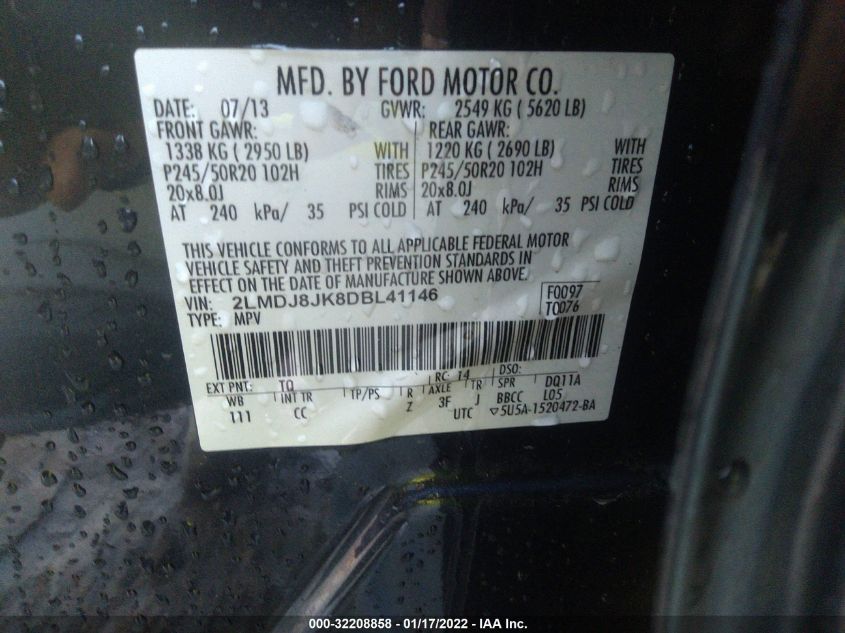 MFD. BY FORD MOTOR CO.
DATE: 07/13 GVWR: 2549 KG ( 5620 LB)
FRONT GAWR: REAR GAWR:
1338 KG ( 2950 LB) WITH 1220 KG ( 2690 LB) WITH
P245/50R20 102H TIRES P245/50R20 102H TIRES
20x8.0J RIMS 20x8.0J RIMS
AT 240 kPa/ 35 PSI COLD AT 240 kPa/ 35 PSI COLD
THIS VEHICLE CONFORMS TO ALL APPLICABLE FEDERAL MOTOR
VEHICLE SAFETY AND THEFT PREVENTION STANDARDS IN
EFFECT ON THE DATE OF MANUFACTURE SHOWN ABOVE.
VIN: 2LMDJ8JK8DBL41146 F0097
TYPE: MPV T0076
EXT PNT: TQ RC: 14 DSO:
WB INT TR TP/PS R AXLE TR SPR DQ11A
111 CC Z 3F J BBCC L05
UTC ▽5U5A-1520472-BA
000-32208858 - 01/17/2022 - IAA Inc.